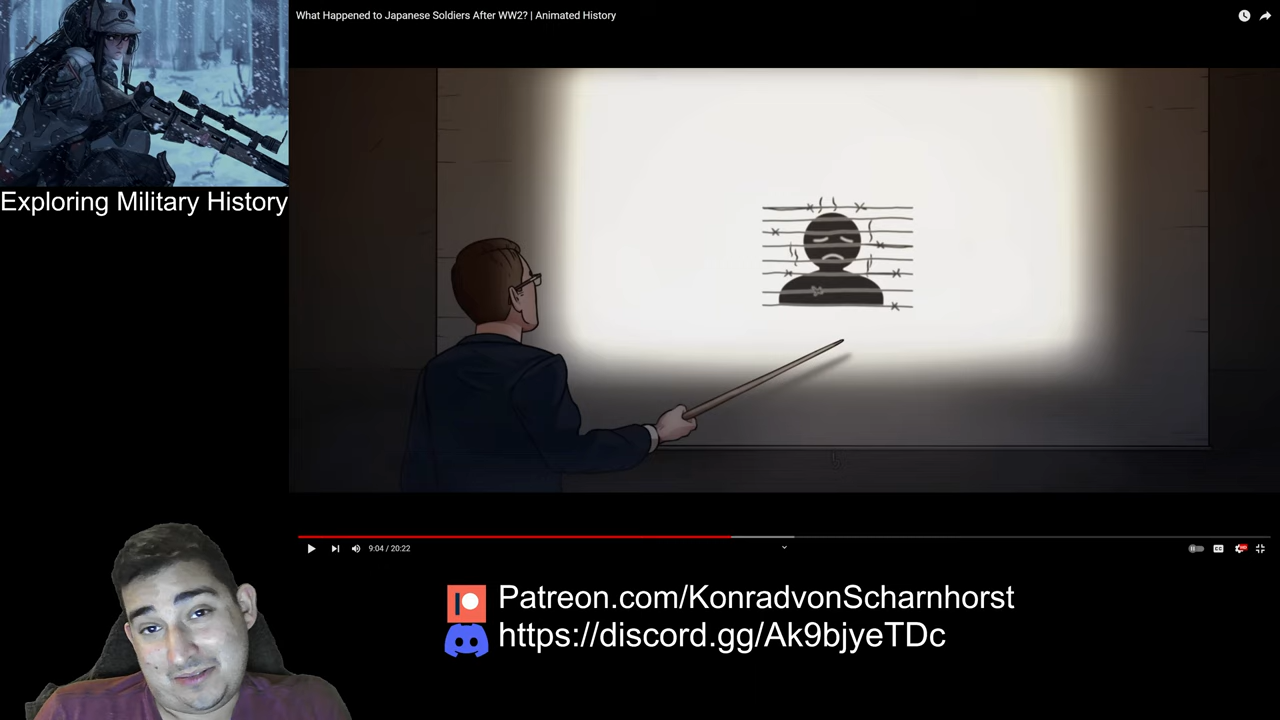 What Happened to Japanese Soldiers After WW2? | Animated History
Exploring Military History
9:04 / 20:22
CC
Patreon.com/KonradvonScharnhorst
https://discord.gg/Ak9bjyeTDc